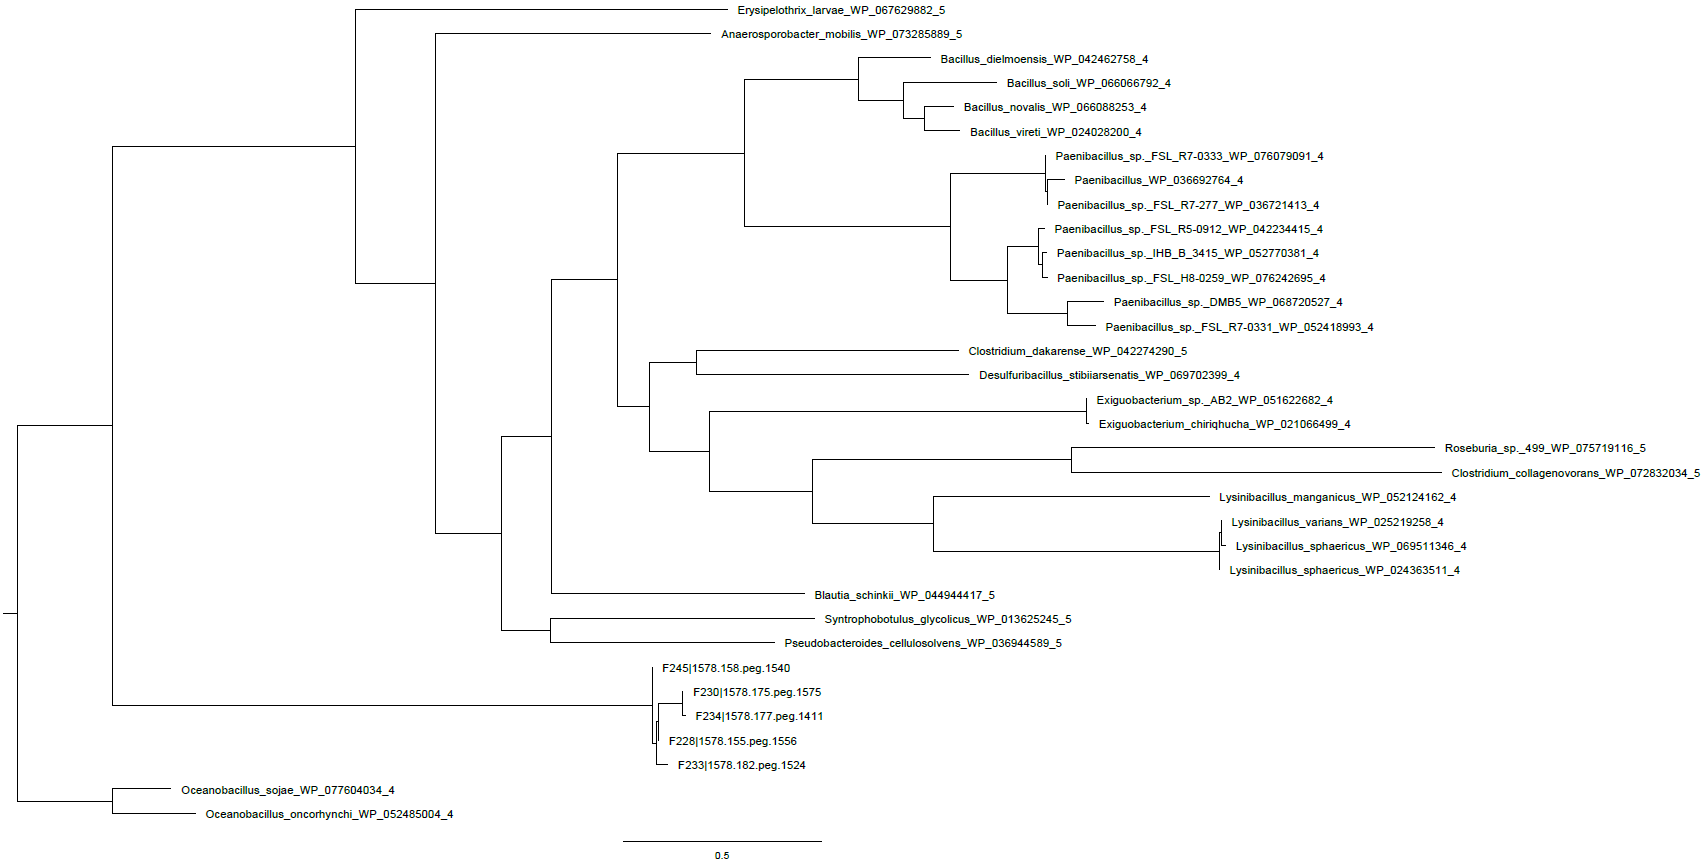 Erysipelothrix_larvae_WP_067629882_5
Anaerosporobacter_mobilis_WP_073285889_5
Bacillus_dielmoensis_WP_042462758_4
Bacillus_soli_WP_066066792_4
Bacillus_novalis_WP_066088253_4
Bacillus_vireti_WP_024028200_4
Paenibacillus_sp._FSL_R7-0333_WP_076079091_4
Paenibacillus_WP_036692764_4
Paenibacillus_sp._FSL_R7-277_WP_036721413_4
Paenibacillus_sp._FSL_R5-0912_WP_042234415_4
Paenibacillus_sp._IHB_B_3415_WP_052770381_4
Paenibacillus_sp._FSL_H8-0259_WP_076242695_4
Paenibacillus_sp._DMB5_WP_068720527_4
Paenibacillus_sp._FSL_R7-0331_WP_052418993_4
Clostridium_dakarense_WP_042274290_5
Desulfuribacillus_stibiiarsenatis_WP_069702399_4
Exiguobacterium_sp._AB2_WP_051622682_4
Exiguobacterium_chiriqhucha_WP_021066499_4
Roseburia_sp._499_WP_075719116_5
Clostridium_collagenovorans_WP_072832034_5
Lysinibacillus_manganicus_WP_052124162_4
Lysinibacillus_varians_WP_025219258_4
Lysinibacillus_sphaericus_WP_069511346_4
Lysinibacillus_sphaericus_WP_024363511_4
Blautia_schinkii_WP_044944417_5
Syntrophobotulus_glycolicus_WP_013625245_5
Pseudobacteroides_cellulosolvens_WP_036944589_5
F245|1578.158.peg.1540
F230|1578.175.peg.1575
F234|1578.177.peg.1411
F228|1578.155.peg.1556
F233|1578.182.peg.1524
Oceanobacillus_sojae_WP_077604034_4
Oceanobacillus_oncorhynchi_WP_052485004_4
0.5